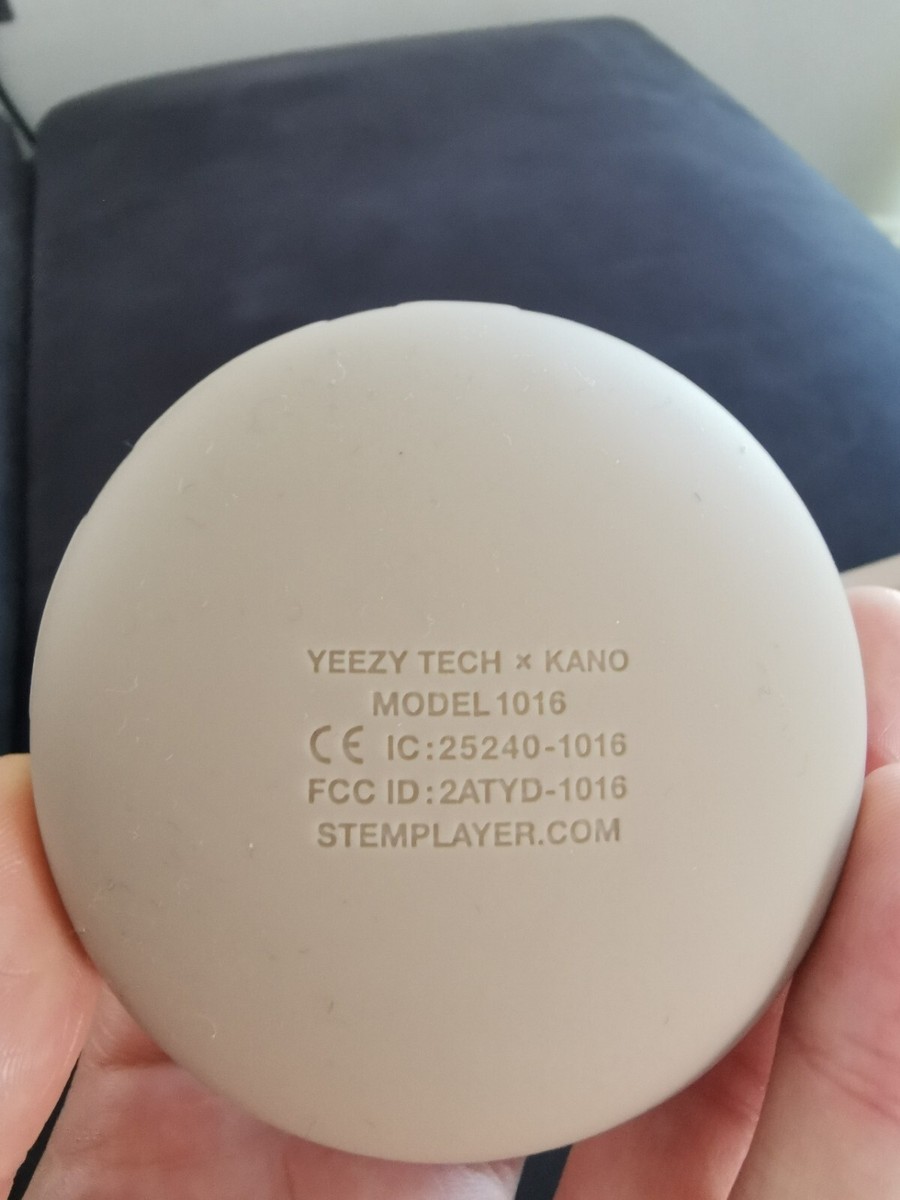 YEEZY TECH × KANO
MODEL 1016
CE IC:25240-1016
FCC ID:2ATYD-1016
STEMPLAYER.COM